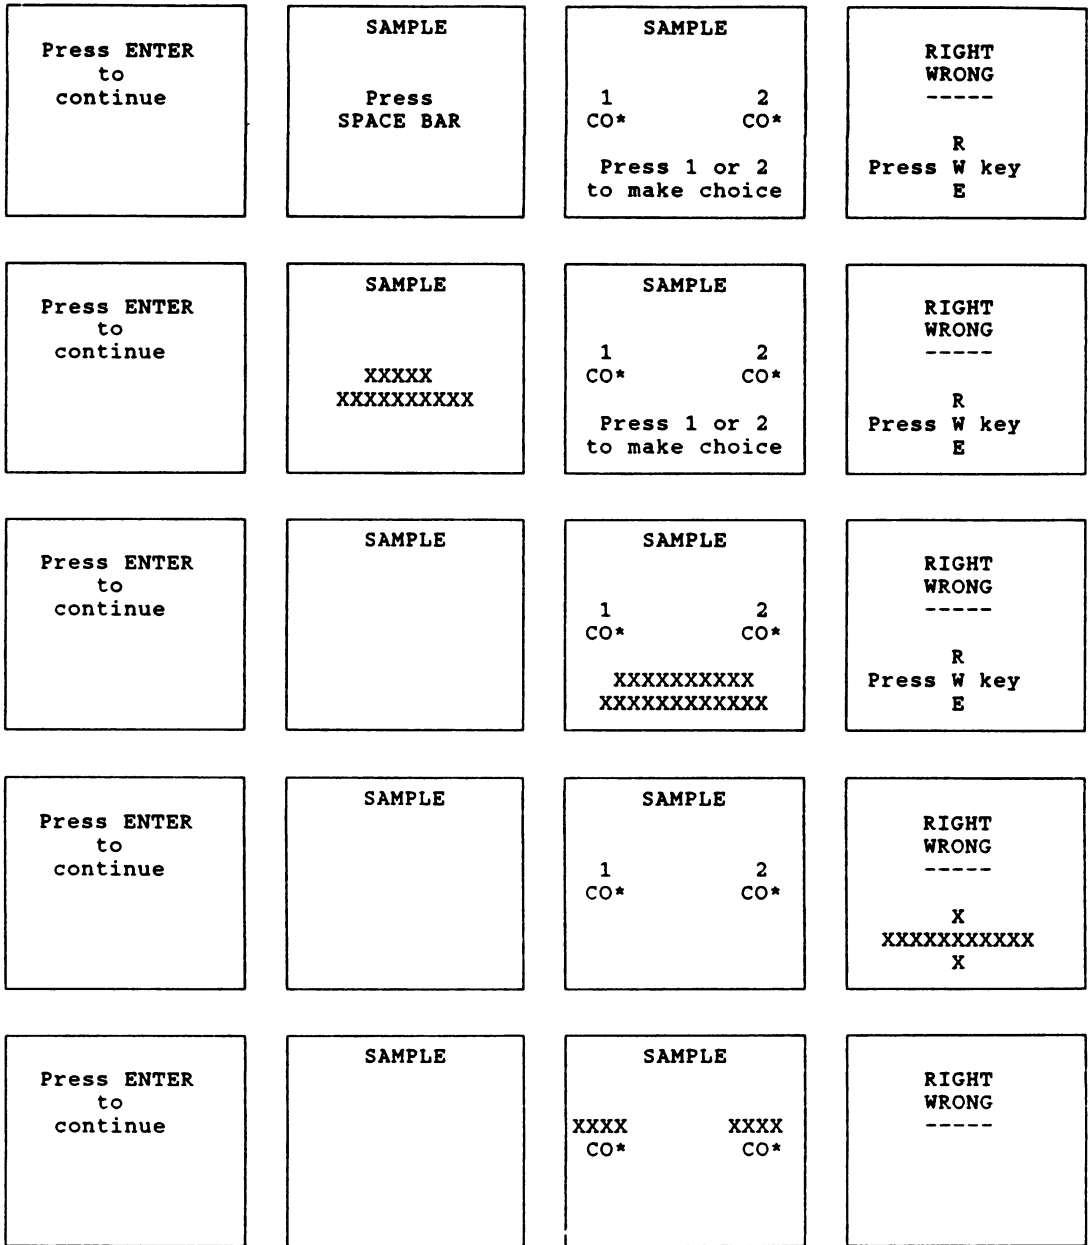 Press ENTER
to
continue
SAMPLE
Press
SPACE BAR
SAMPLE
1 2
CO* CO*
Press 1 or 2
to make choice
RIGHT
WRONG
-----
R
Press W key
E
Press ENTER
to
continue
SAMPLE
XXXXX
XXXXXXXXXX
SAMPLE
1 2
CO* CO*
Press 1 or 2
to make choice
RIGHT
WRONG
-----
R
Press W key
E
Press ENTER
to
continue
SAMPLE
SAMPLE
1 2
CO* CO*
XXXXXXXXXX
XXXXXXXXXXXX
RIGHT
WRONG
-----
R
Press W key
E
Press ENTER
to
continue
SAMPLE
SAMPLE
1 2
CO* CO*
RIGHT
WRONG
-----
X
XXXXXXXXXXX
X
Press ENTER
to
continue
SAMPLE
SAMPLE
XXXX XXXX
CO* CO*
RIGHT
WRONG
-----